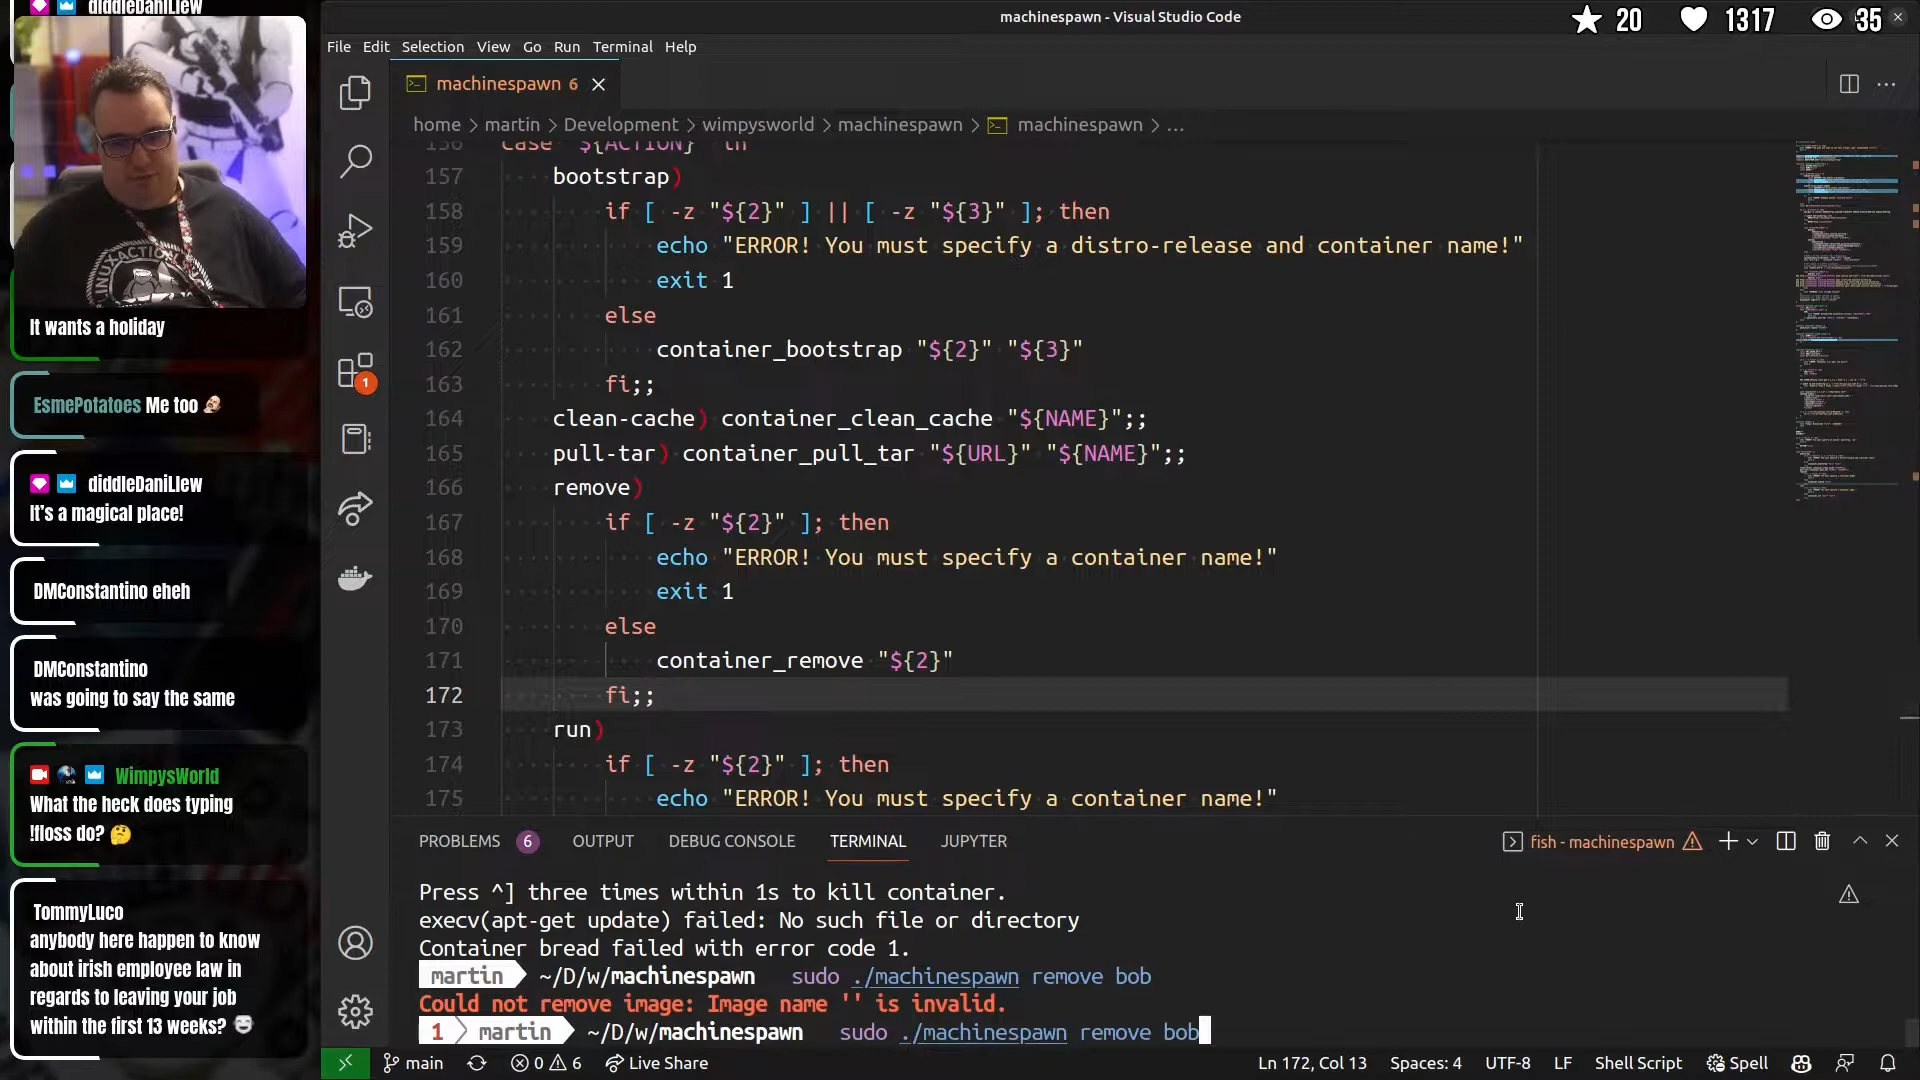 diddleDaniLlew
It wants a holiday
EsmePotatoes Me too
diddleDaniLlew
It's a magical place!
DMConstantino eheh
DMConstantino
was going to say the same
WimpysWorld
What the heck does typing
!floss do? 🤔
TommyLuco
anybody here happen to know
about irish employee law in
regards to leaving your job
within the first 13 weeks?
machinespawn - Visual Studio Code
20
1317
35
File Edit Selection View Go Run Terminal Help
machinespawn 6
home > martin > Development > wimpysworld > machinespawn > machinespawn > ...
156 case "${ACTION}" in
157 bootstrap)
158 if [ -z "${2}" ] || [ -z "${3}" ]; then
159 echo "ERROR! You must specify a distro-release and container name!"
160 exit 1
161 else
162 container_bootstrap "${2}" "${3}"
163 fi;;
164 clean-cache) container_clean_cache "${NAME}";;
165 pull-tar) container_pull_tar "${URL}" "${NAME}";;
166 remove)
167 if [ -z "${2}" ]; then
168 echo "ERROR! You must specify a container name!"
169 exit 1
170 else
171 container_remove "${2}"
172 fi;;
173 run)
174 if [ -z "${2}" ]; then
175 echo "ERROR! You must specify a container name!"
1
PROBLEMS 6 OUTPUT DEBUG CONSOLE TERMINAL JUPYTER
fish - machinespawn
Press ^] three times within 1s to kill container.
execv(apt-get update) failed: No such file or directory
Container bread failed with error code 1.
martin ~/D/w/machinespawn sudo ./machinespawn remove bob
Could not remove image: Image name '' is invalid.
1 martin ~/D/w/machinespawn sudo ./machinespawn remove bob
main 0 6 Live Share
Ln 172, Col 13 Spaces: 4 UTF-8 LF Shell Script Spell
LINUX ACTION